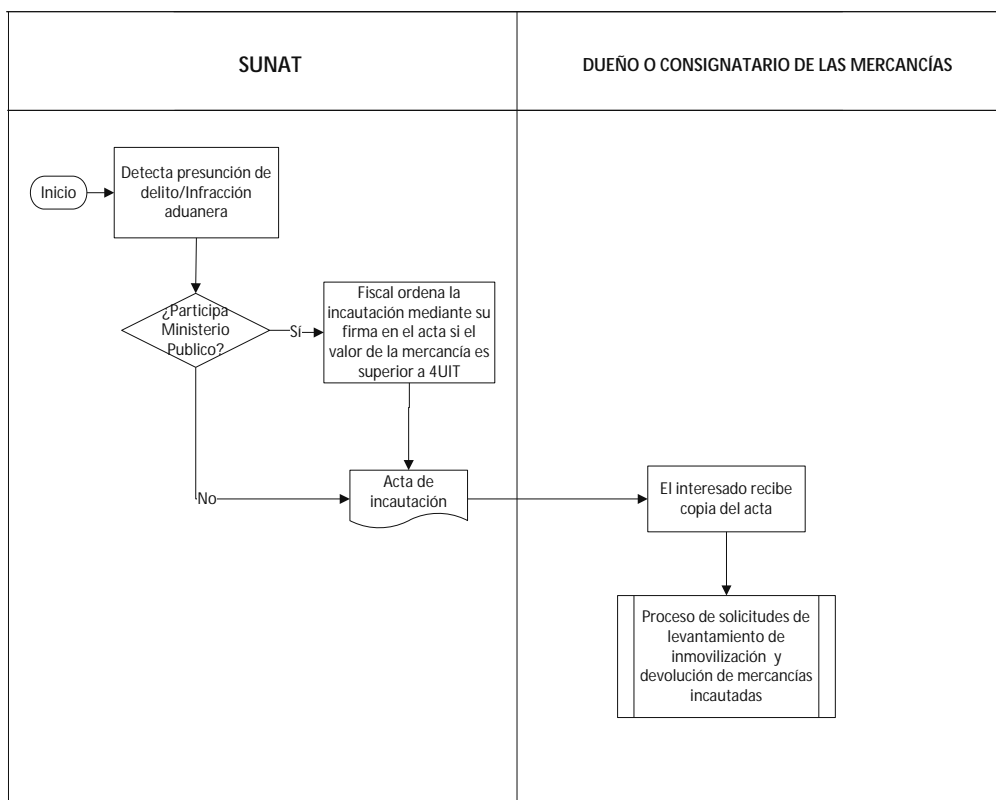 SUNAT
DUEÑO O CONSIGNATARIO DE LAS MERCANCÍAS
Inicio
Detecta presunción de
delito/Infracción
aduanera
¿Participa
Ministerio
Publico?
Sí
Fiscal ordena la
incautación mediante su
firma en el acta si el
valor de la mercancía es
superior a 4UIT
No
Acta de
incautación
El interesado recibe
copia del acta
Proceso de solicitudes de
levantamiento de
inmovilización y
devolución de mercancías
incautadas